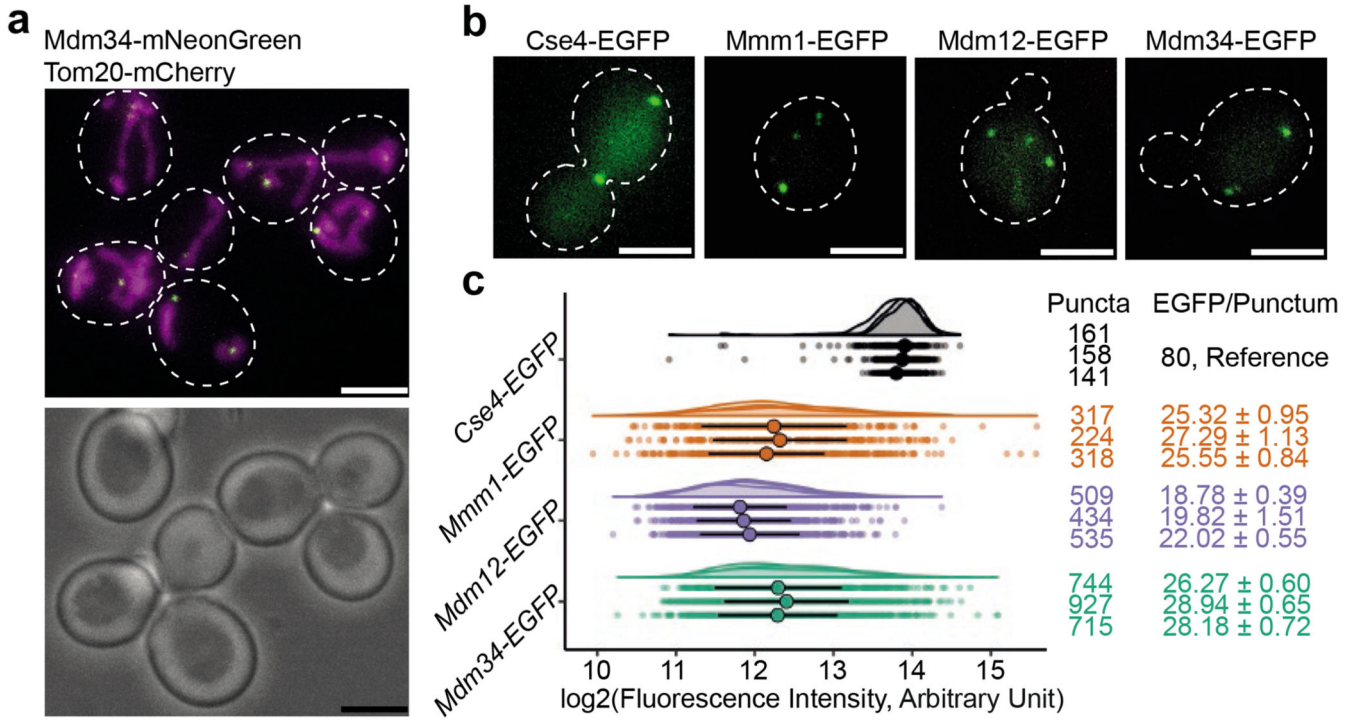 a
Mdm34-mNeonGreen
Tom20-mCherry
b
Cse4-EGFP Mmm1-EGFP Mdm12-EGFP Mdm34-EGFP
c
Puncta EGFP/Punctum
Cse4-EGFP
161
158 80, Reference
141
Mmm1-EGFP
317 25.32 ± 0.95
224 27.29 ± 1.13
318 25.55 ± 0.84
Mdm12-EGFP
509 18.78 ± 0.39
434 19.82 ± 1.51
535 22.02 ± 0.55
Mdm34-EGFP
744 26.27 ± 0.60
927 28.94 ± 0.65
715 28.18 ± 0.72
10 11 12 13 14 15
log2(Fluorescence Intensity, Arbitrary Unit)